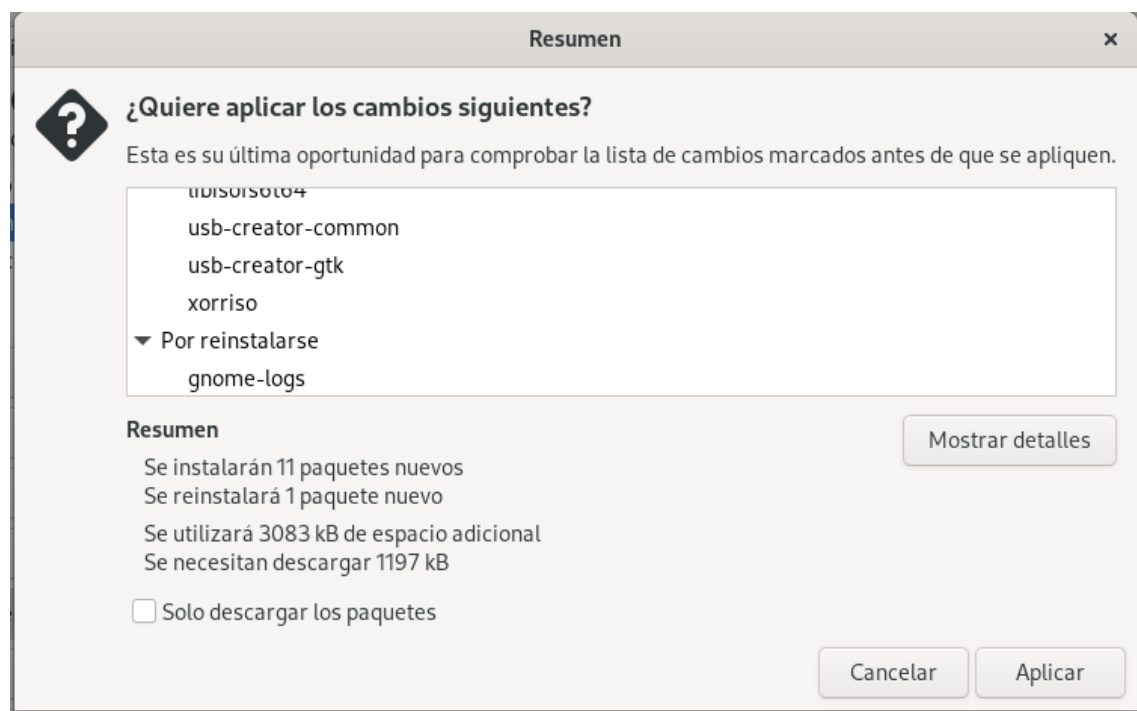 Resumen
¿Quiere aplicar los cambios siguientes?
Esta es su última oportunidad para comprobar la lista de cambios marcados antes de que se apliquen.
usb-creator-common
usb-creator-gtk
xorriso
Por reinstalarse
gnome-logs
Resumen
Mostrar detalles
Se instalarán 11 paquetes nuevos
Se reinstalará 1 paquete nuevo
Se utilizará 3083 kB de espacio adicional
Se necesitan descargar 1197 kB
Solo descargar los paquetes
Cancelar
Aplicar